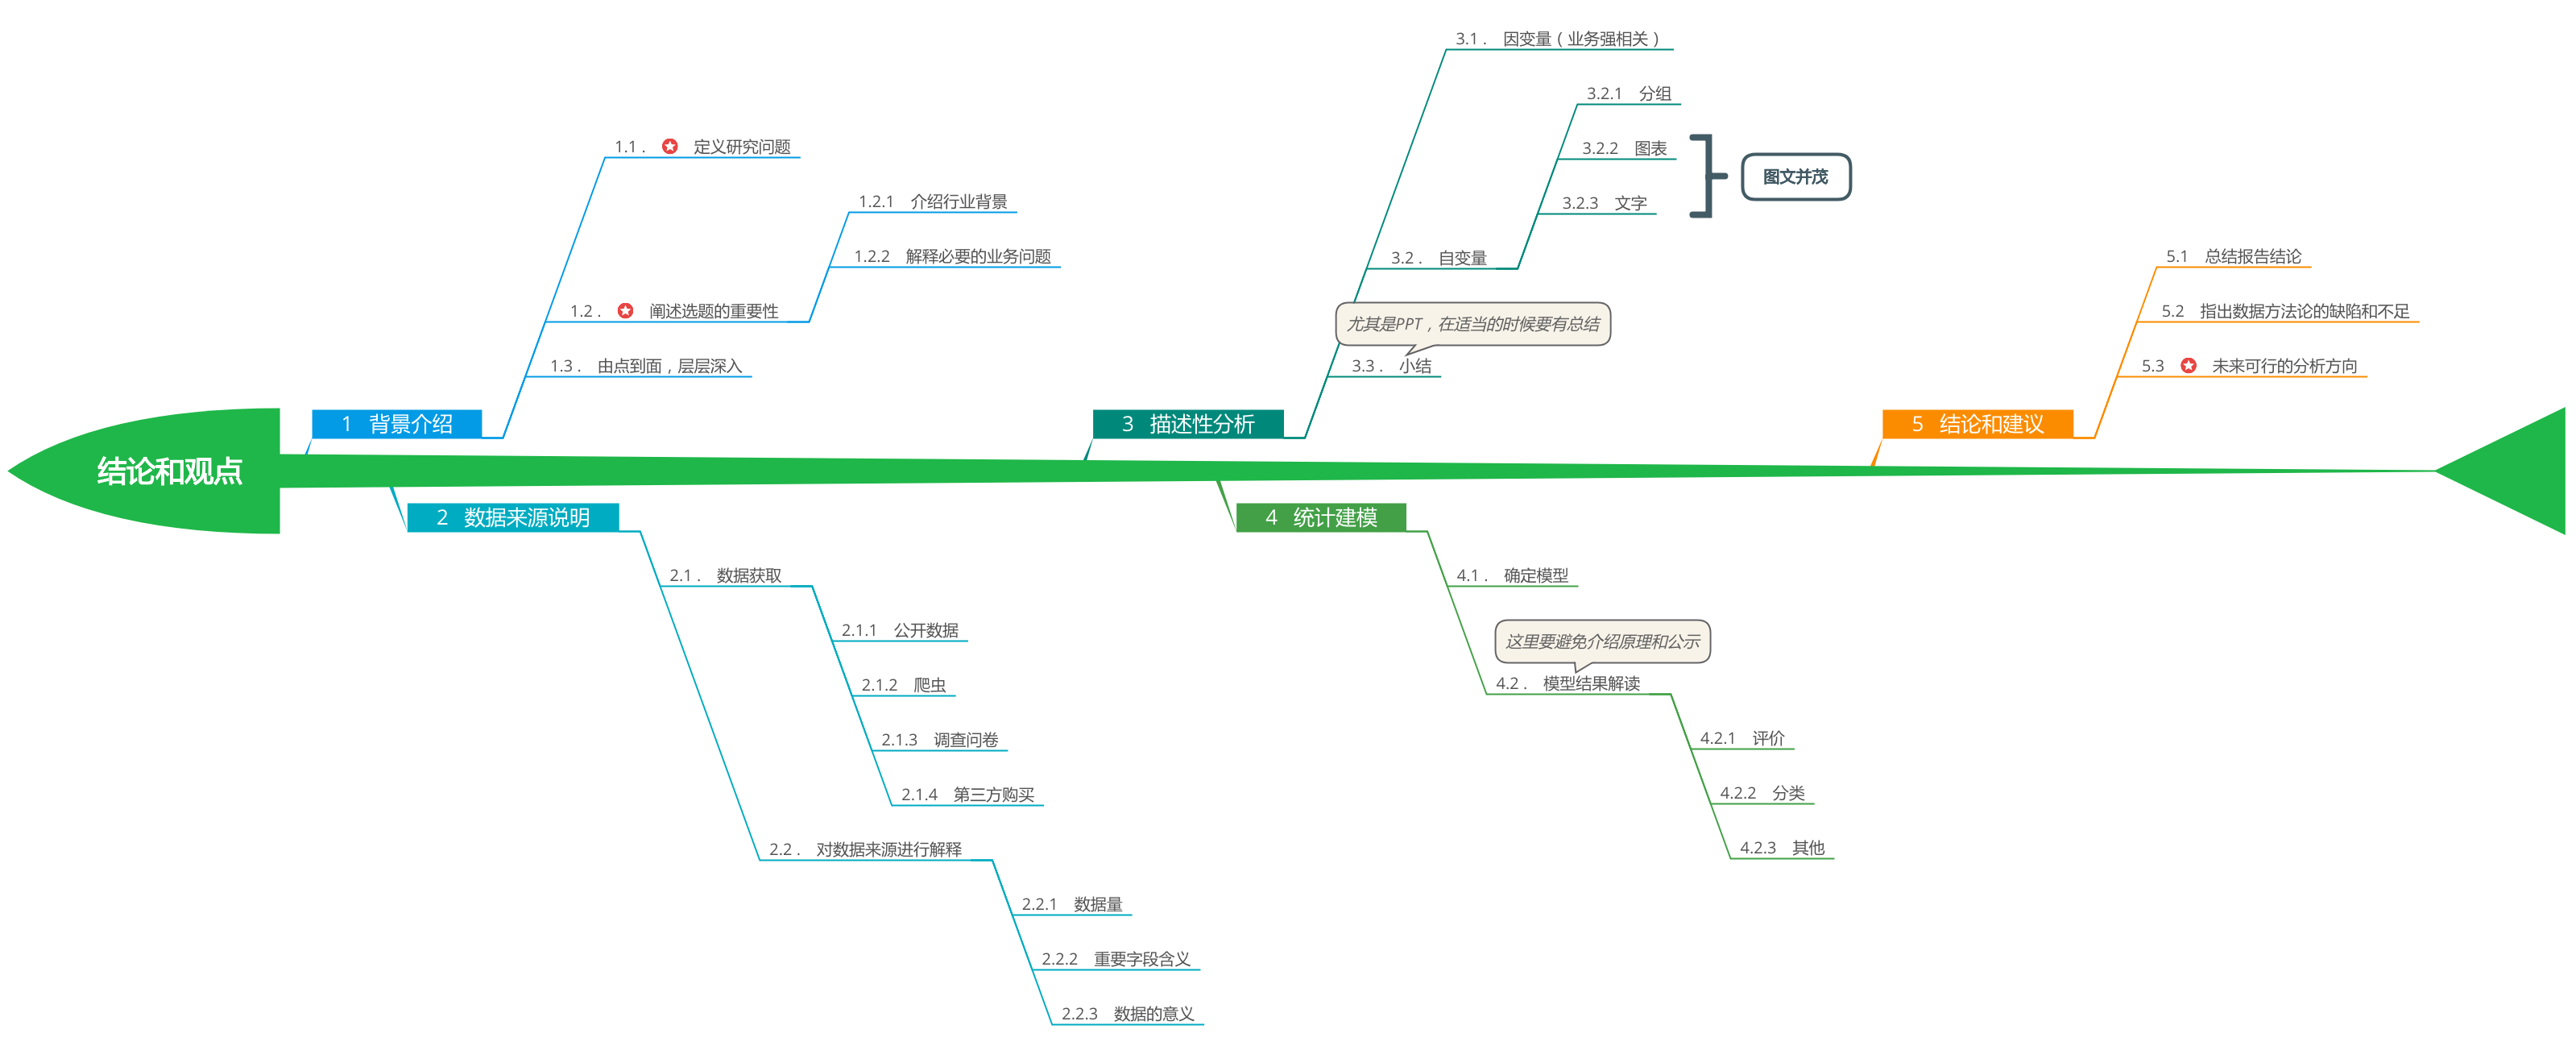 结论和观点
1 背景介绍
1.1 . 定义研究问题
1.2 . 阐述选题的重要性
1.2.1 介绍行业背景
1.2.2 解释必要的业务问题
1.3 . 由点到面，层层深入
2 数据来源说明
2.1 . 数据获取
2.1.1 公开数据
2.1.2 爬虫
2.1.3 调查问卷
2.1.4 第三方购买
2.2 . 对数据来源进行解释
2.2.1 数据量
2.2.2 重要字段含义
2.2.3 数据的意义
3 描述性分析
3.1 . 因变量（业务强相关）
3.2 . 自变量
3.2.1 分组
3.2.2 图表
3.2.3 文字
图文并茂
尤其是PPT，在适当的时候要有总结
3.3 . 小结
4 统计建模
4.1 . 确定模型
这里要避免介绍原理和公示
4.2 . 模型结果解读
4.2.1 评价
4.2.2 分类
4.2.3 其他
5 结论和建议
5.1 总结报告结论
5.2 指出数据方法论的缺陷和不足
5.3 未来可行的分析方向